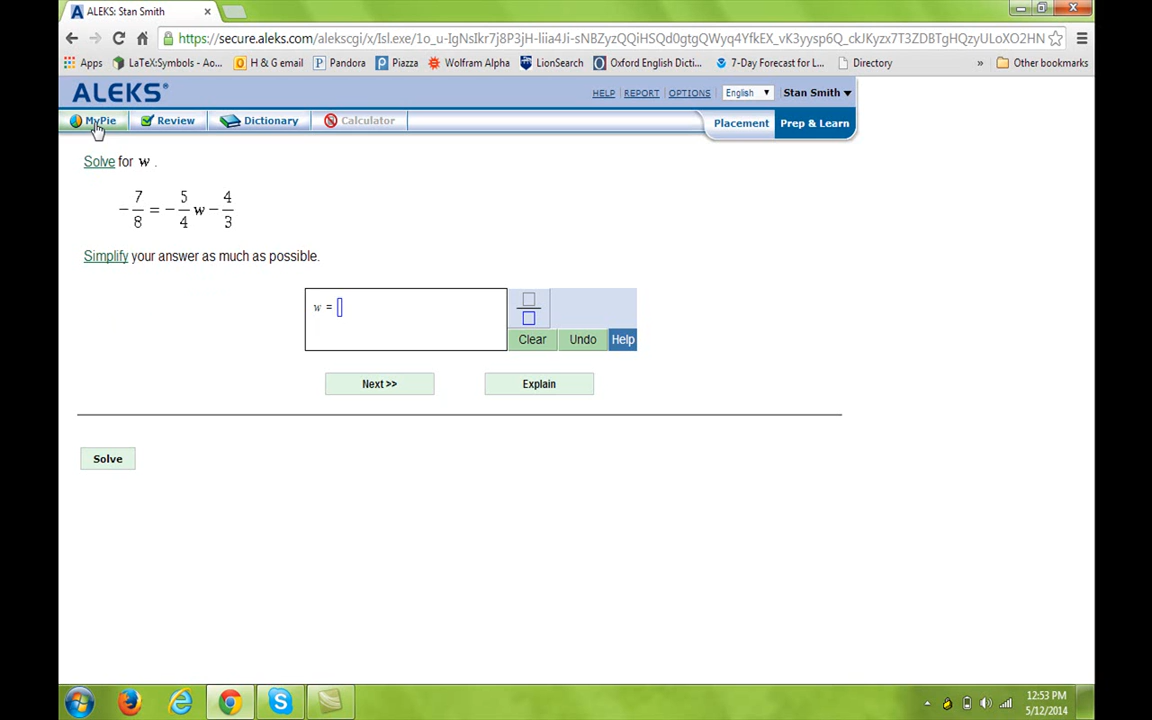 ALEKS: Stan Smith
https://secure.aleks.com/alekscgi/x/Isl.exe/1o_u-IgNsIkr7j8P3jH-liia4Ji-sNBZyzQQiHSQd0gtgQWyq4YfkEX_vK3yysp6Q_ckJKyzx7T3ZDBTgHQzyULoXO2HN
Apps LaTeX:Symbols - Ao... H & G email Pandora Piazza Wolfram Alpha LionSearch Oxford English Dicti... 7-Day Forecast for L... Directory » Other bookmarks
ALEKS® HELP REPORT OPTIONS English Stan Smith
MyPie Review Dictionary Calculator Placement Prep & Learn
Solve for w .
-7/8 = -5/4 w - 4/3
Simplify your answer as much as possible.
w =
Clear Undo Help
Next >> Explain
Solve
12:53 PM
5/12/2014